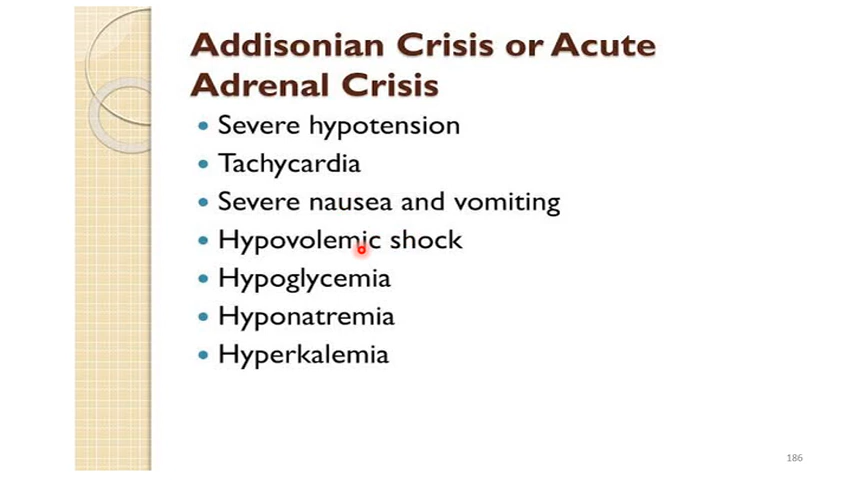 Addisonian Crisis or Acute
Adrenal Crisis
• Severe hypotension
• Tachycardia
• Severe nausea and vomiting
• Hypovolemic shock
• Hypoglycemia
• Hyponatremia
• Hyperkalemia
186